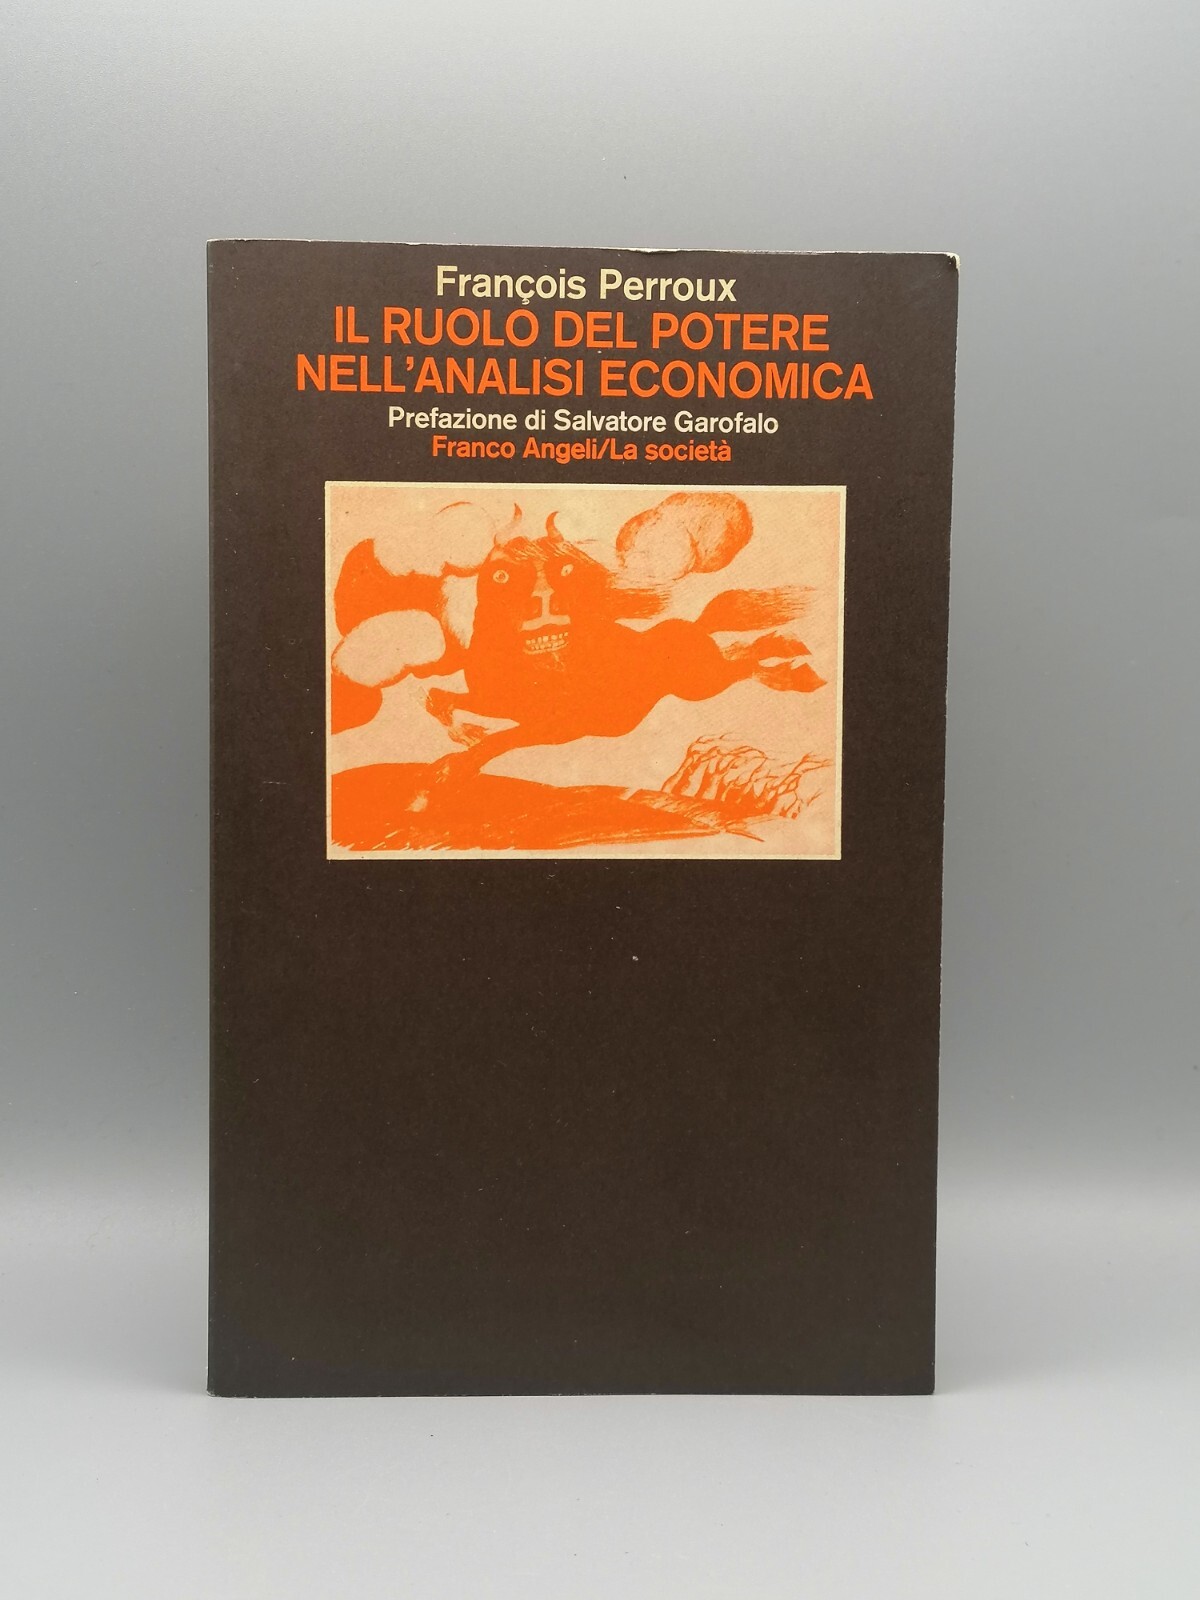 François Perroux
IL RUOLO DEL POTERE
NELL'ANALISI ECONOMICA
Prefazione di Salvatore Garofalo
Franco Angeli/La società